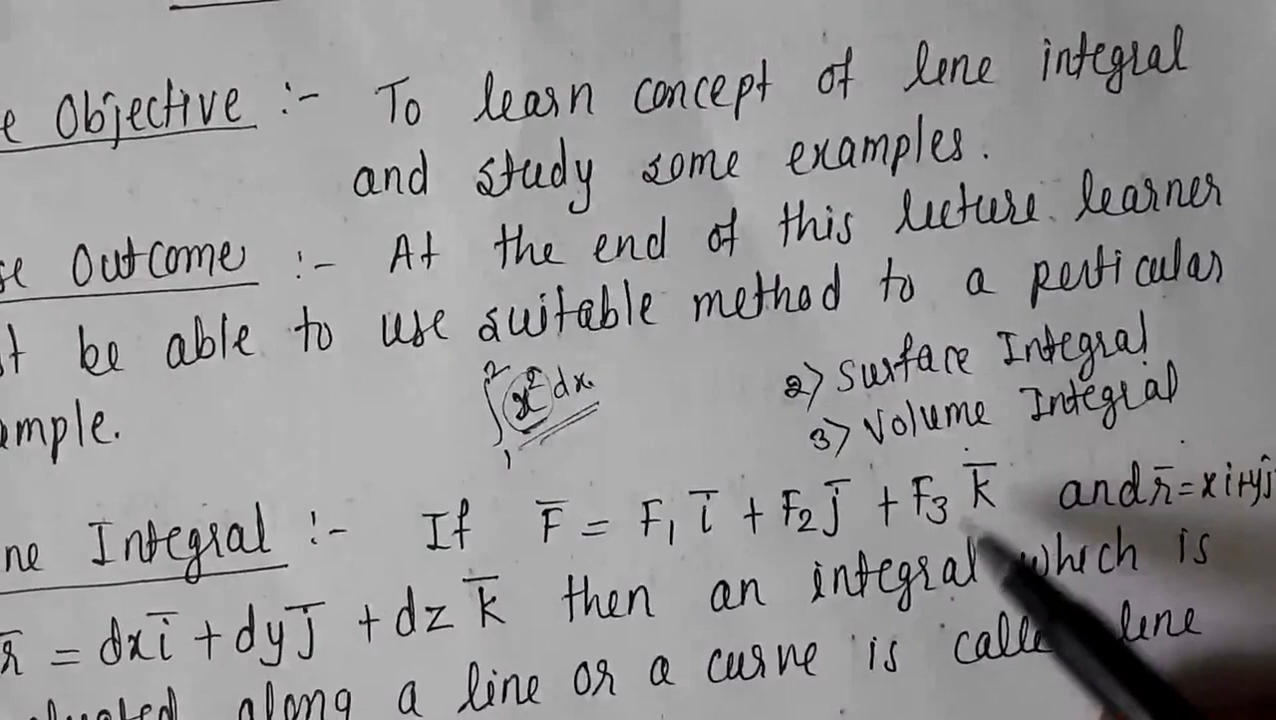 e Objective :- To learn concept of line integral
and study some examples.
se Outcome :- At the end of this lecture learner
t be able to use suitable method to a perticular
mple.
∫₁² x² dx
2) Surface Integral
3) Volume Integral
ne Integral :- If F̅ = F₁ i̅ + F₂ j̅ + F₃ k̅ and r̅ = xi+yj
r̅ = dx i̅ + dy j̅ + dz k̅ then an integral which is
along a line or a curve is called line